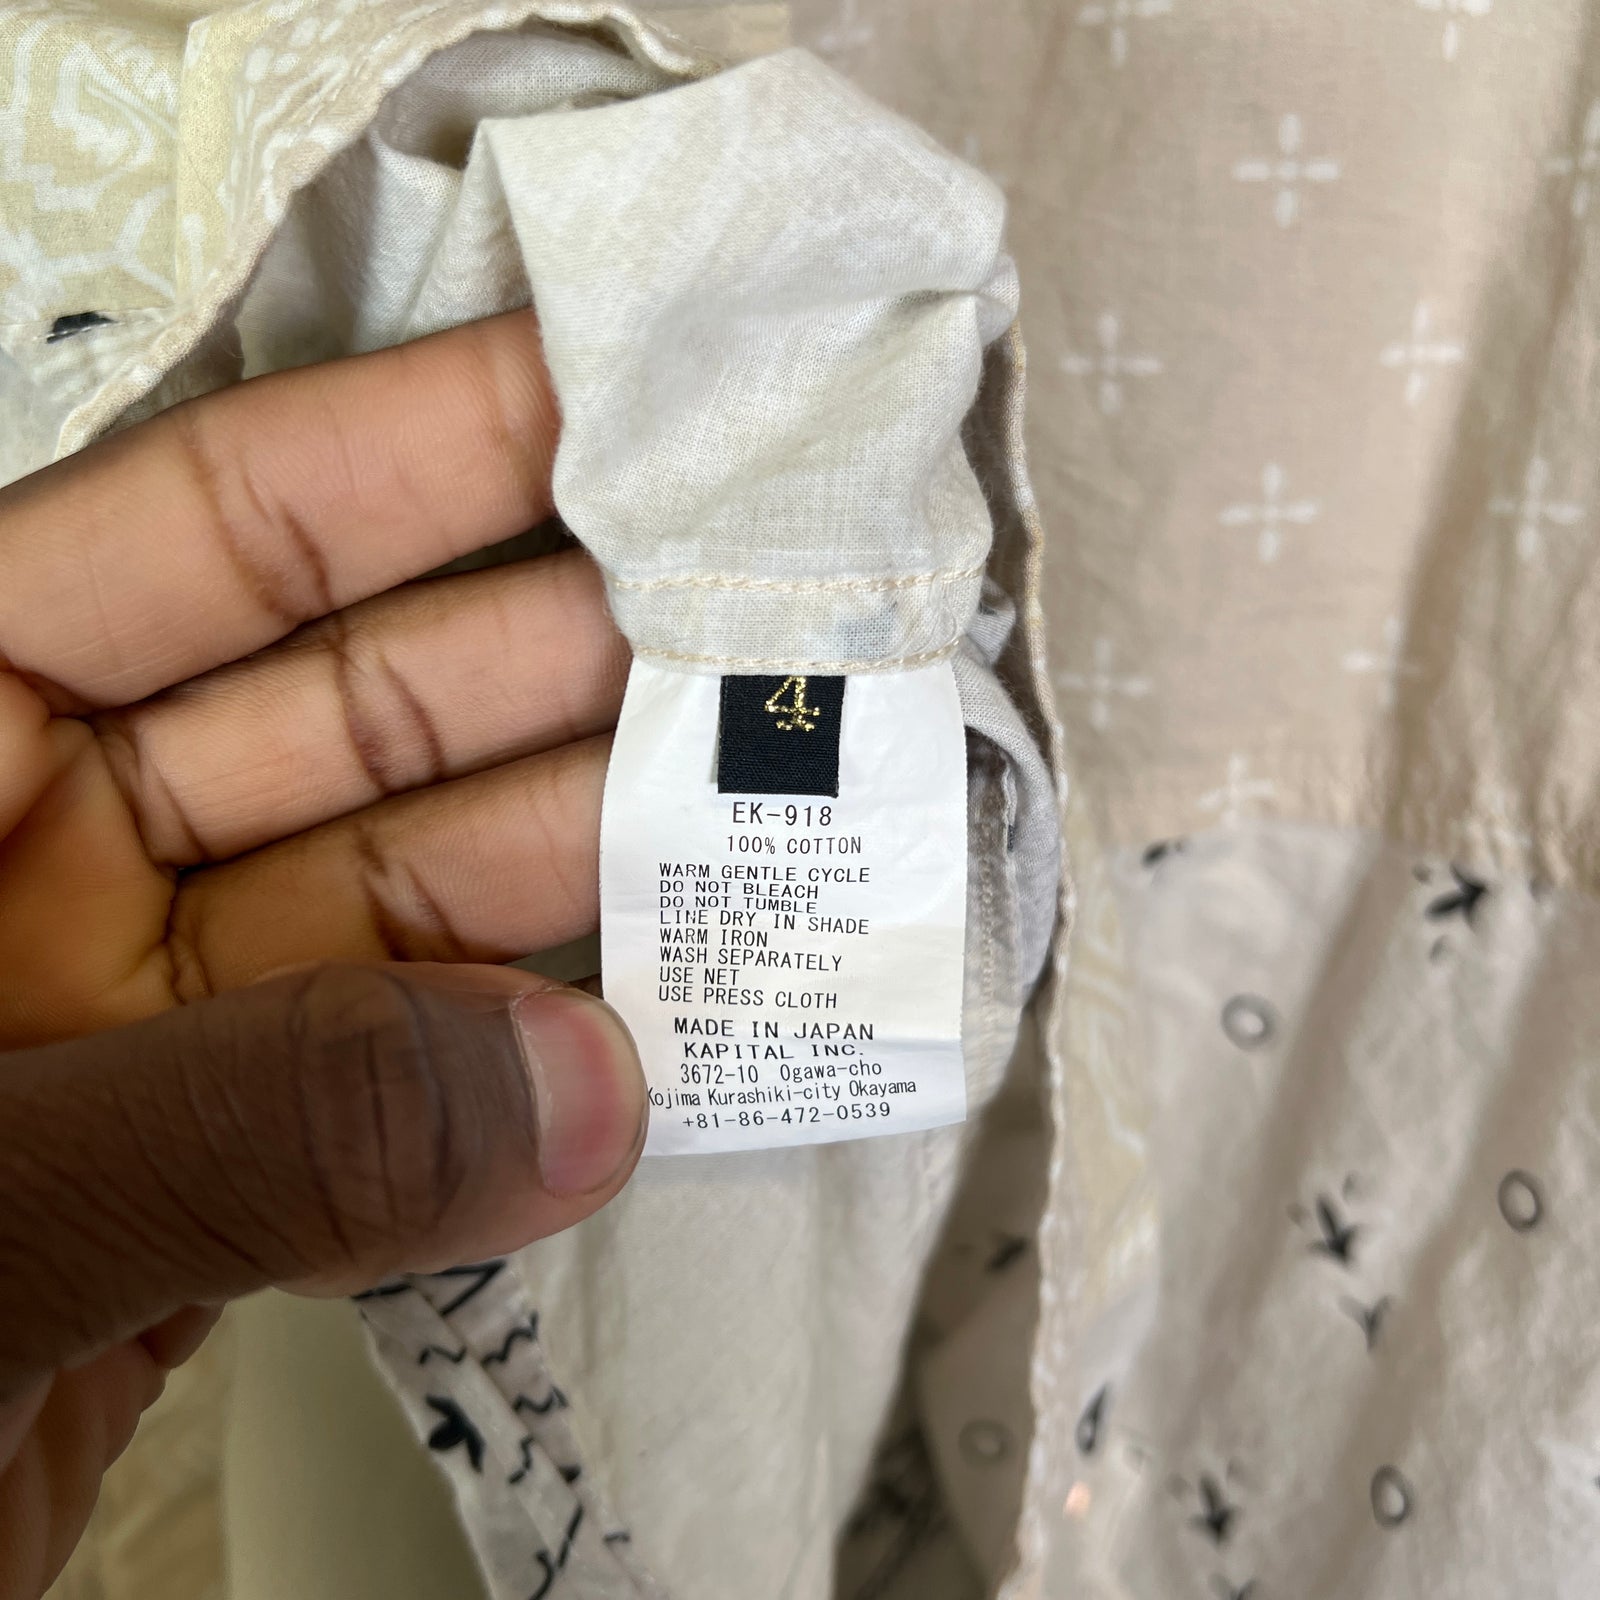 4
EK-918
100% COTTON
WARM GENTLE CYCLE
DO NOT BLEACH
DO NOT TUMBLE
LINE DRY IN SHADE
WARM IRON
WASH SEPARATELY
USE NET
USE PRESS CLOTH
MADE IN JAPAN
KAPITAL INC.
3672-10 Ogawa-cho
Kojima Kurashiki-city Okayama
+81-86-472-0539